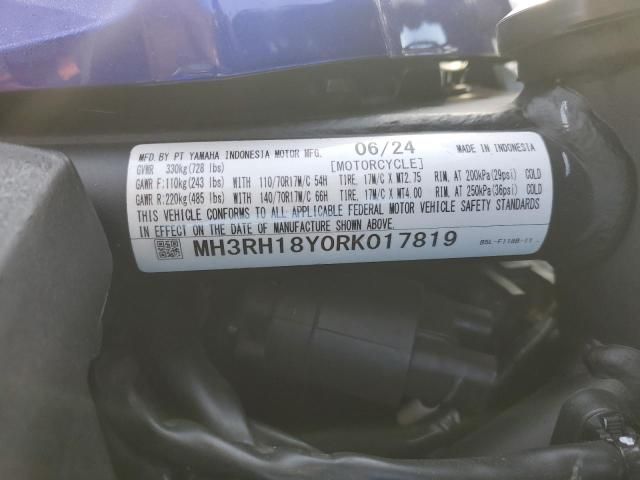 MFD.BY PT YAMAHA INDONESIA MOTOR MFG. 06/24 MADE IN INDONESIA
GVWR 330kg(728 lbs) [MOTORCYCLE]
GAWR F:110kg(243 lbs) WITH 110/70R17M/C 54H TIRE, 17M/C X MT2.75 RIM, AT 200kPa(29psi) COLD
GAWR R:220kg(485 lbs) WITH 140/70R17M/C 66H TIRE, 17M/C X MT4.00 RIM, AT 250kPa(36psi) COLD
THIS VEHICLE CONFORMS TO ALL APPLICABLE FEDERAL MOTOR VEHICLE SAFETY STANDARDS
IN EFFECT ON THE DATE OF MANUFACTURE SHOWN ABOVE.
MH3RH18Y0RK017819 B5L-F118B-11